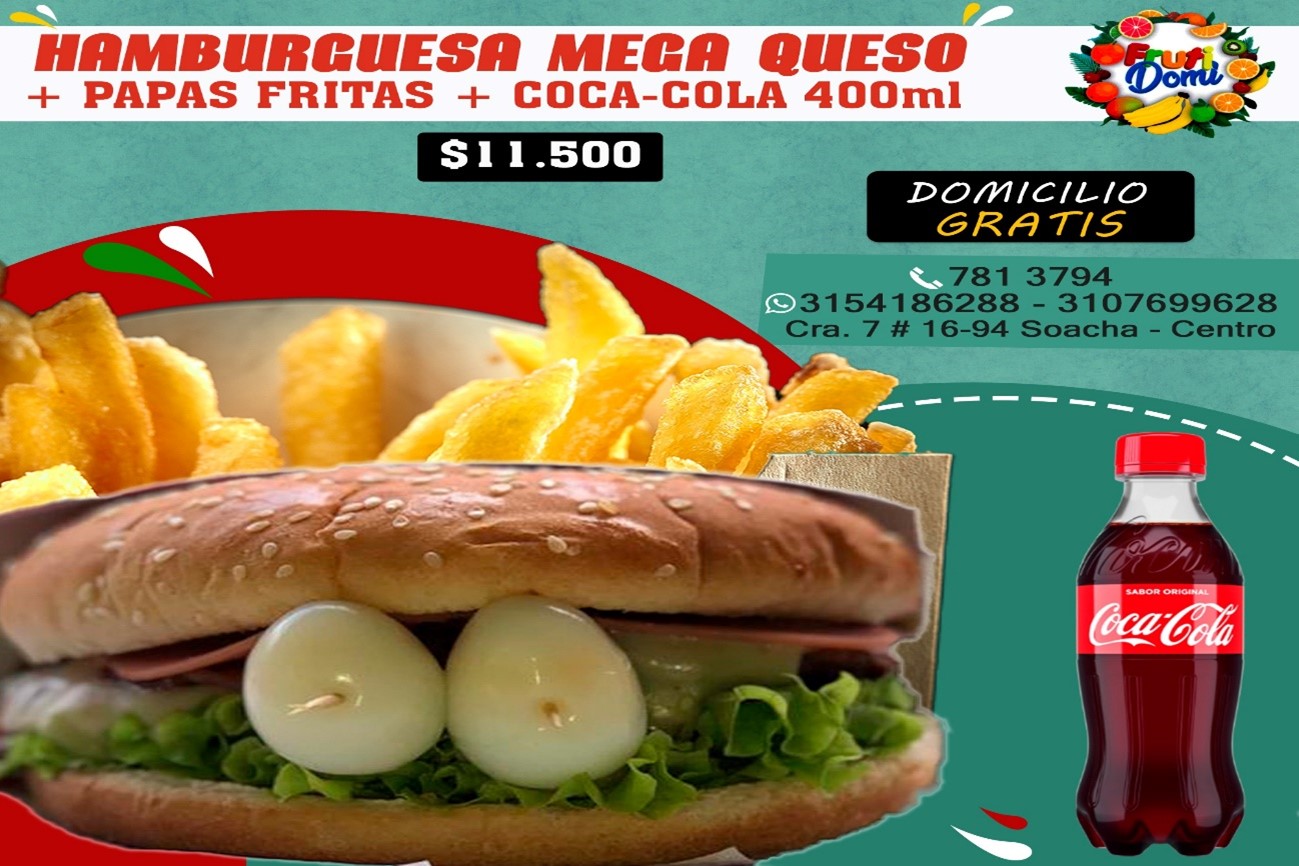 HAMBURGUESA MEGA QUESO
+ PAPAS FRITAS + COCA-COLA 400ml
Fruti
Domi
$11.500
DOMICILIO
GRATIS
781 3794
3154186288 - 3107699628
Cra. 7 # 16-94 Soacha - Centro
SABOR ORIGINAL
Coca-Cola